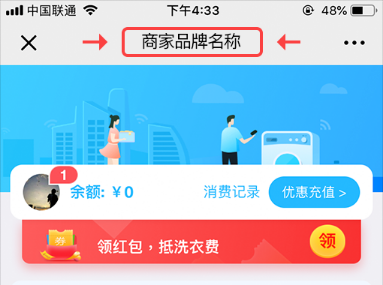 中国联通 下午4:33 48%
商家品牌名称
1
余额: ¥0 消费记录 优惠充值 >
券
领红包，抵洗衣费 领